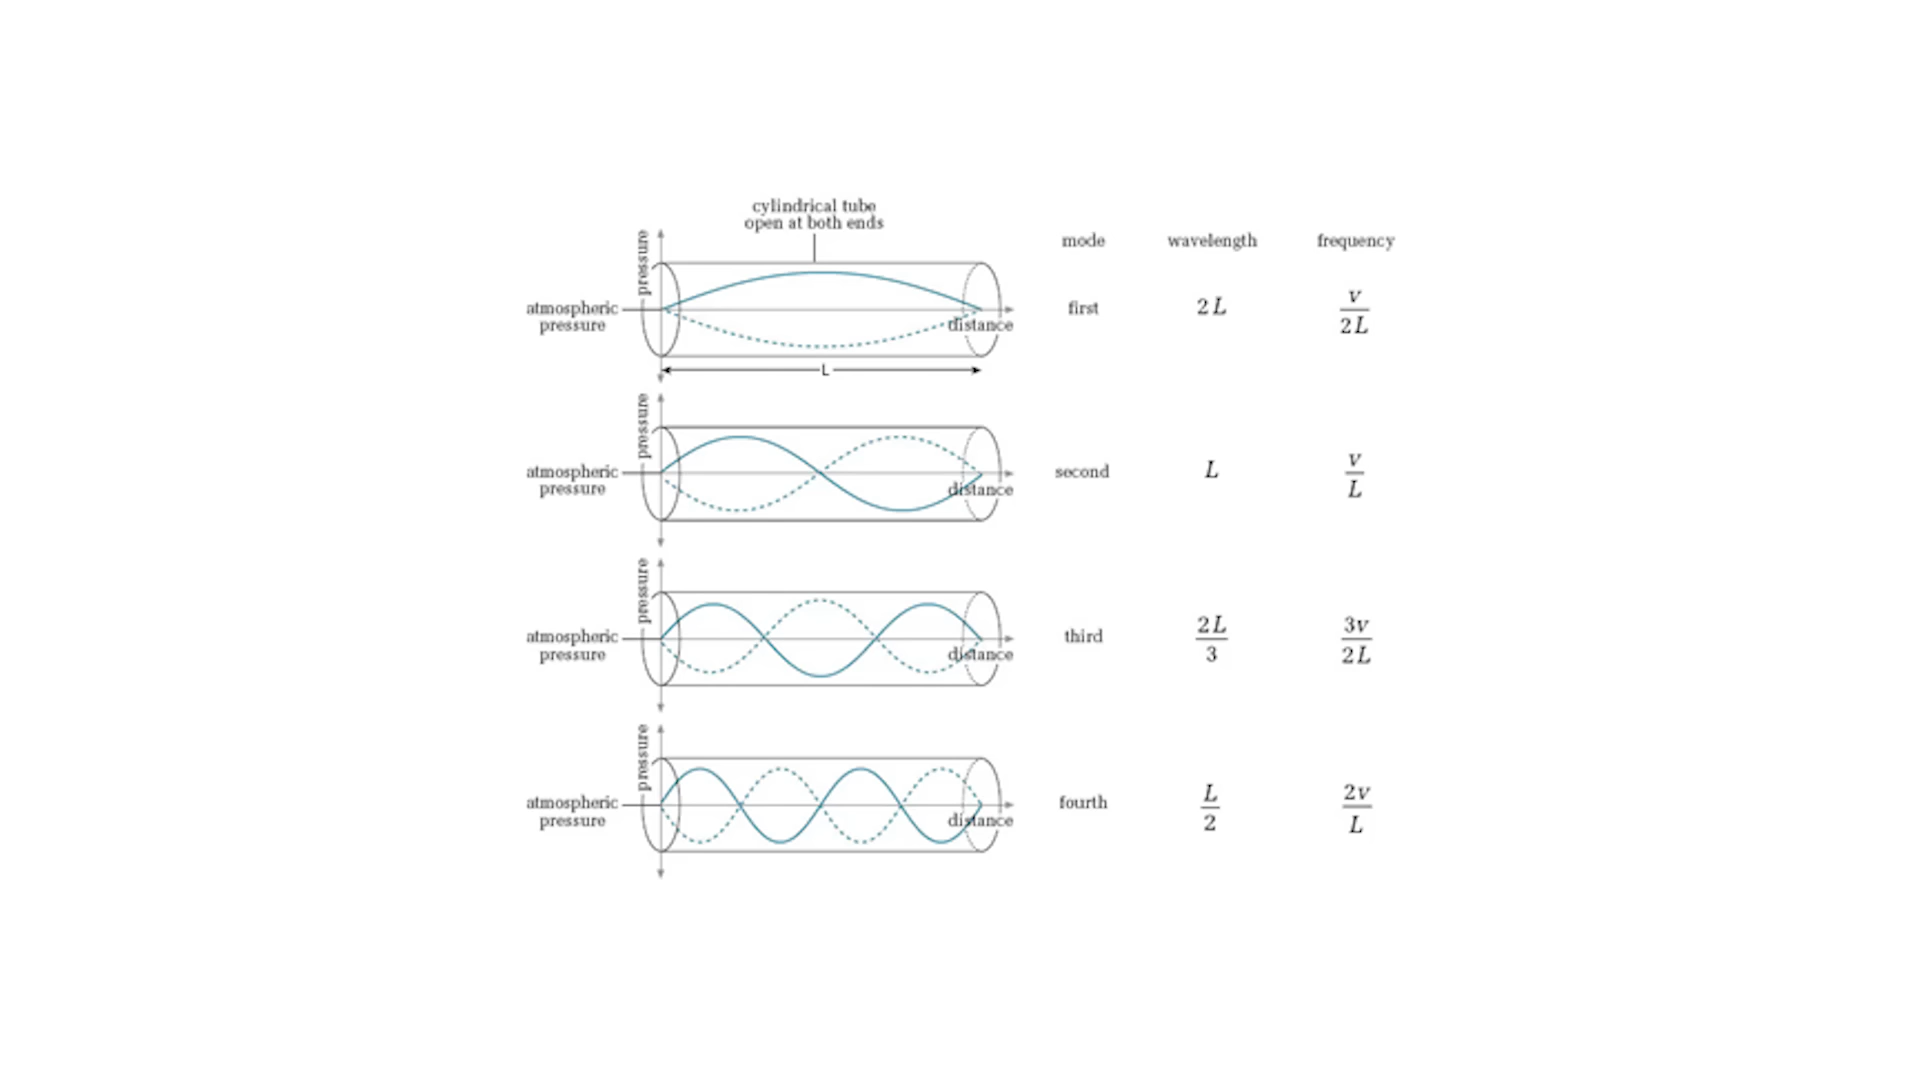 cylindrical tube
open at both ends
mode wavelength frequency
pressure
atmospheric
pressure
distance
L
first 2L v/2L
pressure
atmospheric
pressure
distance
second L v/L
pressure
atmospheric
pressure
distance
third 2L/3 3v/2L
pressure
atmospheric
pressure
distance
fourth L/2 2v/L